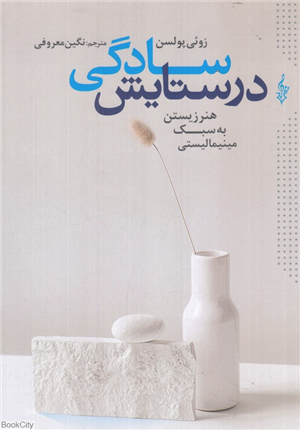 زوئی پولسن
مترجم: نگین معروفی
سادگی
در ستایش
هنر زیستن
به سبک
مینیمالیستی
BookCity